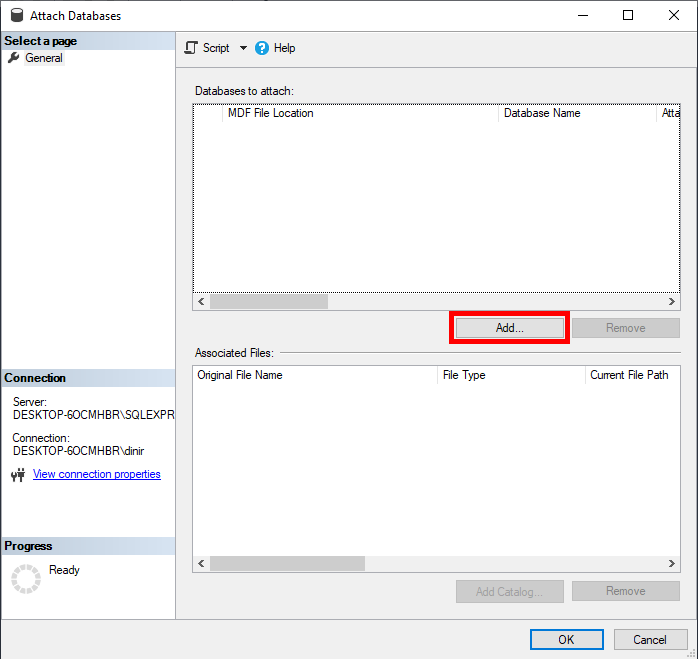 Attach Databases
Select a page
General
Script
Help
Databases to attach:
MDF File Location
Database Name
Atta
Add...
Remove
Associated Files:
Original File Name
File Type
Current File Path
Connection
Server:
DESKTOP-6OCMHBR\SQLEXPR
Connection:
DESKTOP-6OCMHBR\dinir
View connection properties
Progress
Ready
Add Catalog...
Remove
OK
Cancel